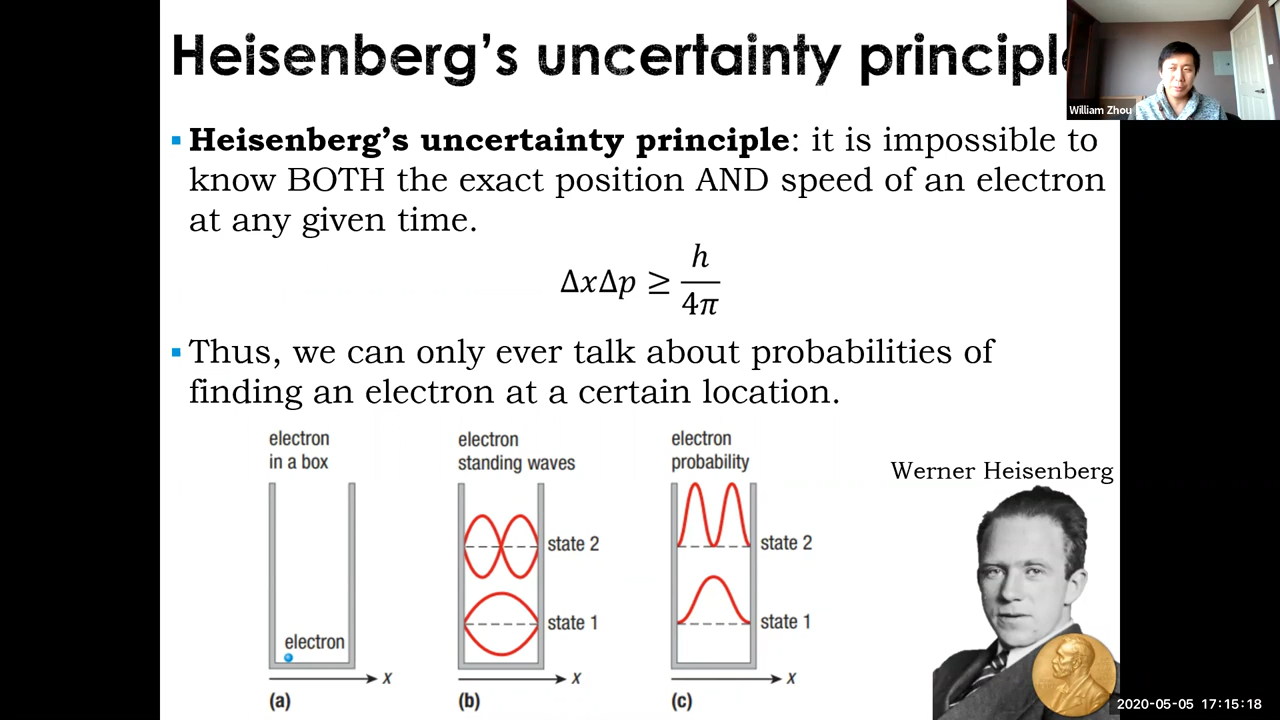 Heisenberg's uncertainty principle
William Zhou
▪ Heisenberg's uncertainty principle: it is impossible to
know BOTH the exact position AND speed of an electron
at any given time.
ΔxΔp ≥ h/4π
▪ Thus, we can only ever talk about probabilities of
finding an electron at a certain location.
electron
in a box
electron
x
(a)
electron
standing waves
state 2
state 1
x
(b)
electron
probability
state 2
state 1
x
(c)
Werner Heisenberg
2020-05-05 17:15:18